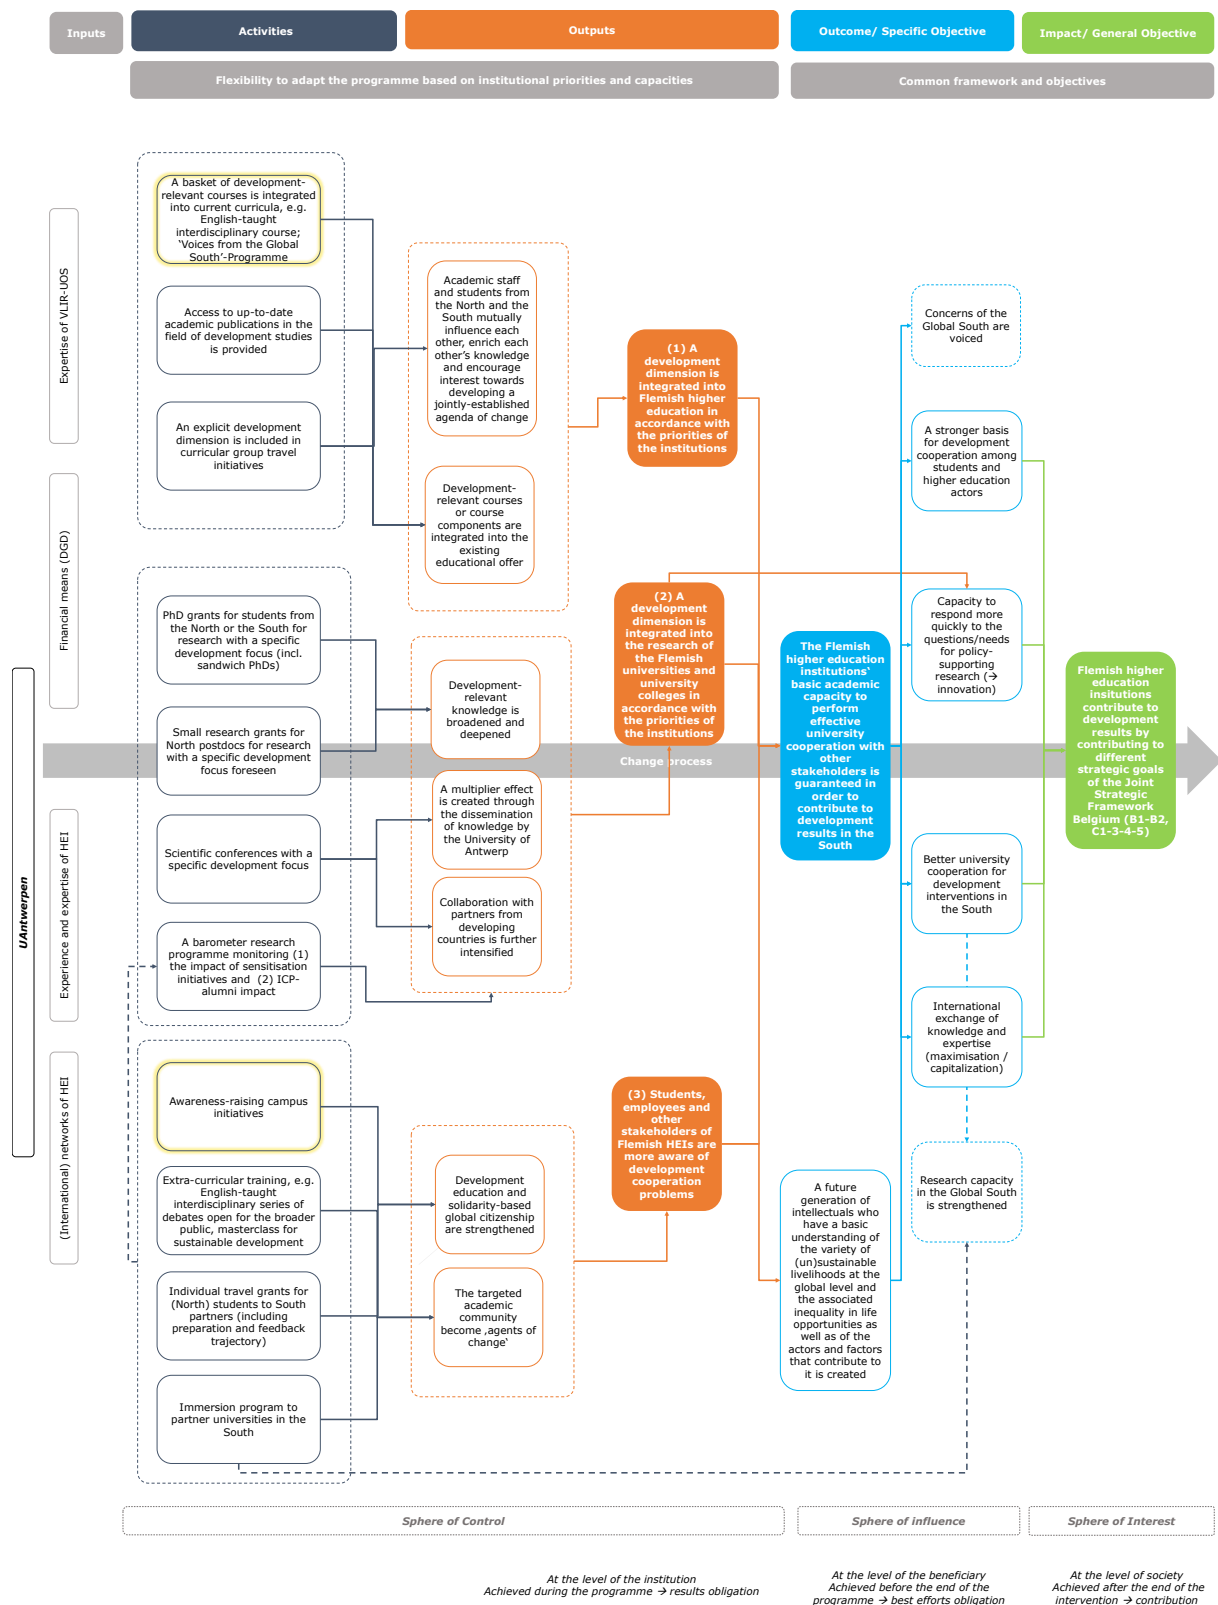 Inputs
Activities
Outputs
Outcome/ Specific Objective
Impact/ General Objective
Flexibility to adapt the programme based on institutional priorities and capacities
Common framework and objectives
UAntwerpen
Expertise of VLIR-UOS
Financial means (DGD)
Experience and expertise of HEI
(International) networks of HEI
A basket of development-
relevant courses is integrated
into current curricula, e.g.
English-taught
interdisciplinary course;
‘Voices from the Global
South’-Programme
Access to up-to-date
academic publications in the
field of development studies
is provided
An explicit development
dimension is included in
curricular group travel
initiatives
PhD grants for students from
the North or the South for
research with a specific
development focus (incl.
sandwich PhDs)
Small research grants for
North postdocs for research
with a specific development
focus foreseen
Scientific conferences with a
specific development focus
A barometer research
programme monitoring (1)
the impact of sensitisation
initiatives and  (2) ICP-
alumni impact
Awareness-raising campus
initiatives
Extra-curricular training, e.g.
English-taught
interdisciplinary series of
debates open for the broader
public, masterclass for
sustainable development
Individual travel grants for
(North) students to South
partners (including
preparation and feedback
trajectory)
Immersion program to
partner universities in the
South
Academic staff
and students from
the North and the
South mutually
influence each
other, enrich each
other’s knowledge
and encourage
interest towards
developing a
jointly-established
agenda of change
Development-
relevant courses
or course
components are
integrated into the
existing
educational offer
Development-
relevant
knowledge is
broadened and
deepened
A multiplier effect
is created through
the dissemination
of knowledge by
the University of
Antwerp
Collaboration with
partners from
developing
countries is further
intensified
Development
education and
solidarity-based
global citizenship
are strengthened
The targeted
academic
community
become ‚agents of
change‘
(1) A
development
dimension is
integrated into
Flemish higher
education in
accordance with
the priorities of
the institutions
(2) A
development
dimension is
integrated into
the research of
the Flemish
universities and
university
colleges in
accordance with
the priorities of
the institutions
Change process
(3) Students,
employees and
other
stakeholders of
Flemish HEIs are
more aware of
development
cooperation
problems
The Flemish
higher education
institutions‘
basic academic
capacity to
perform
effective
university
cooperation with
other
stakeholders is
guaranteed in
order to
contribute to
development
results in the
South
A future
generation of
intellectuals who
have a basic
understanding of
the variety of
(un)sustainable
livelihoods at the
global level and
the associated
inequality in life
opportunities as
well as of the
actors and factors
that contribute to
it is created
Concerns of the
Global South are
voiced
A stronger basis
for development
cooperation among
students and
higher education
actors
Capacity to
respond more
quickly to the
questions/needs
for policy-
supporting
research (→
innovation)
Better university
cooperation for
development
interventions in
the South
International
exchange of
knowledge and
expertise
(maximisation /
capitalization)
Research capacity
in the Global South
is strengthened
Flemish higher
education
insitutions
contribute to
development
results by
contributing to
different
strategic goals
of the Joint
Strategic
Framework
Belgium (B1-B2,
C1-3-4-5)
Sphere of Control
Sphere of influence
Sphere of Interest
At the level of the institution
Achieved during the programme → results obligation
At the level of the beneficiary
Achieved before the end of the
programme → best efforts obligation
At the level of society
Achieved after the end of the
intervention → contribution